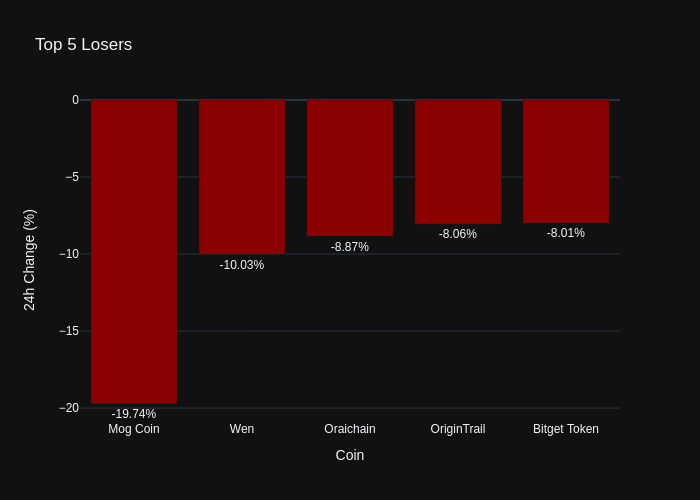 Top 5 Losers
24h Change (%)
0
−5
−10
−15
−20
-19.74%
-10.03%
-8.87%
-8.06%
-8.01%
Mog Coin
Wen
Oraichain
OriginTrail
Bitget Token
Coin